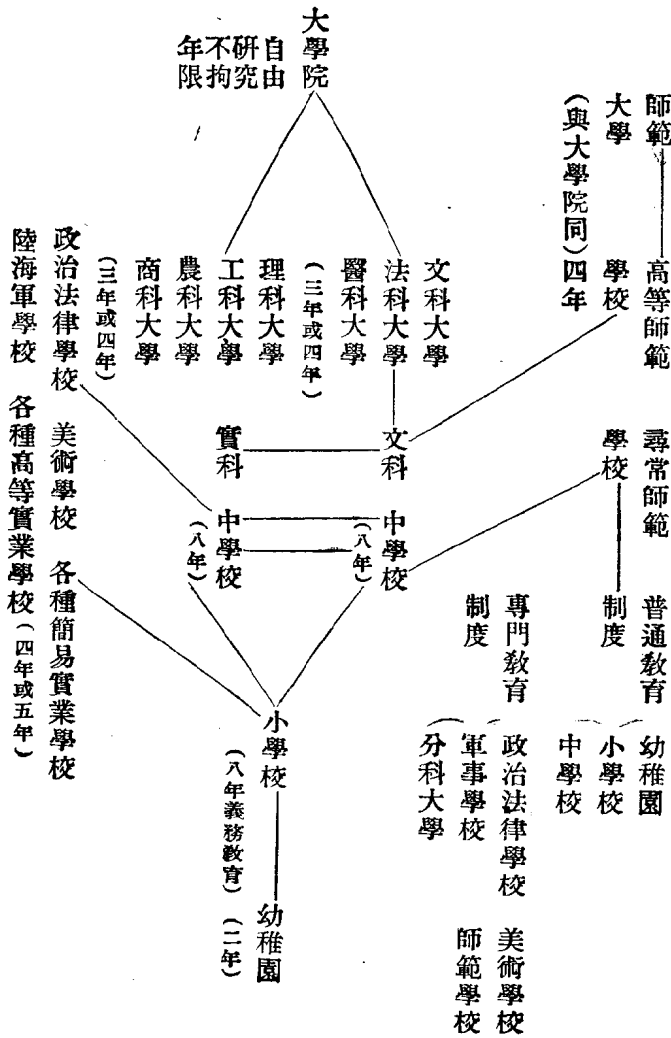 師範
大學
(與大學院同)四年
高等師範
學校
尋常師範
學校
普通教育
制度
幼稚園
小學校
中學校
專門教育
制度
政治法律學校
軍事學校
分科大學
美術學校
師範學校
大學院
自由
研究
不拘
年限
文科大學
法科大學
醫科大學
(三年或四年)
理科大學
工科大學
農科大學
商科大學
(三年或四年)
文科
實科
中學校
(八年)
中學校
(八年)
小學校
(八年義務教育)
幼稚園
(二年)
政治法律學校
美術學校
各種簡易實業學校
陸海軍學校
各種高等實業學校(四年或五年)